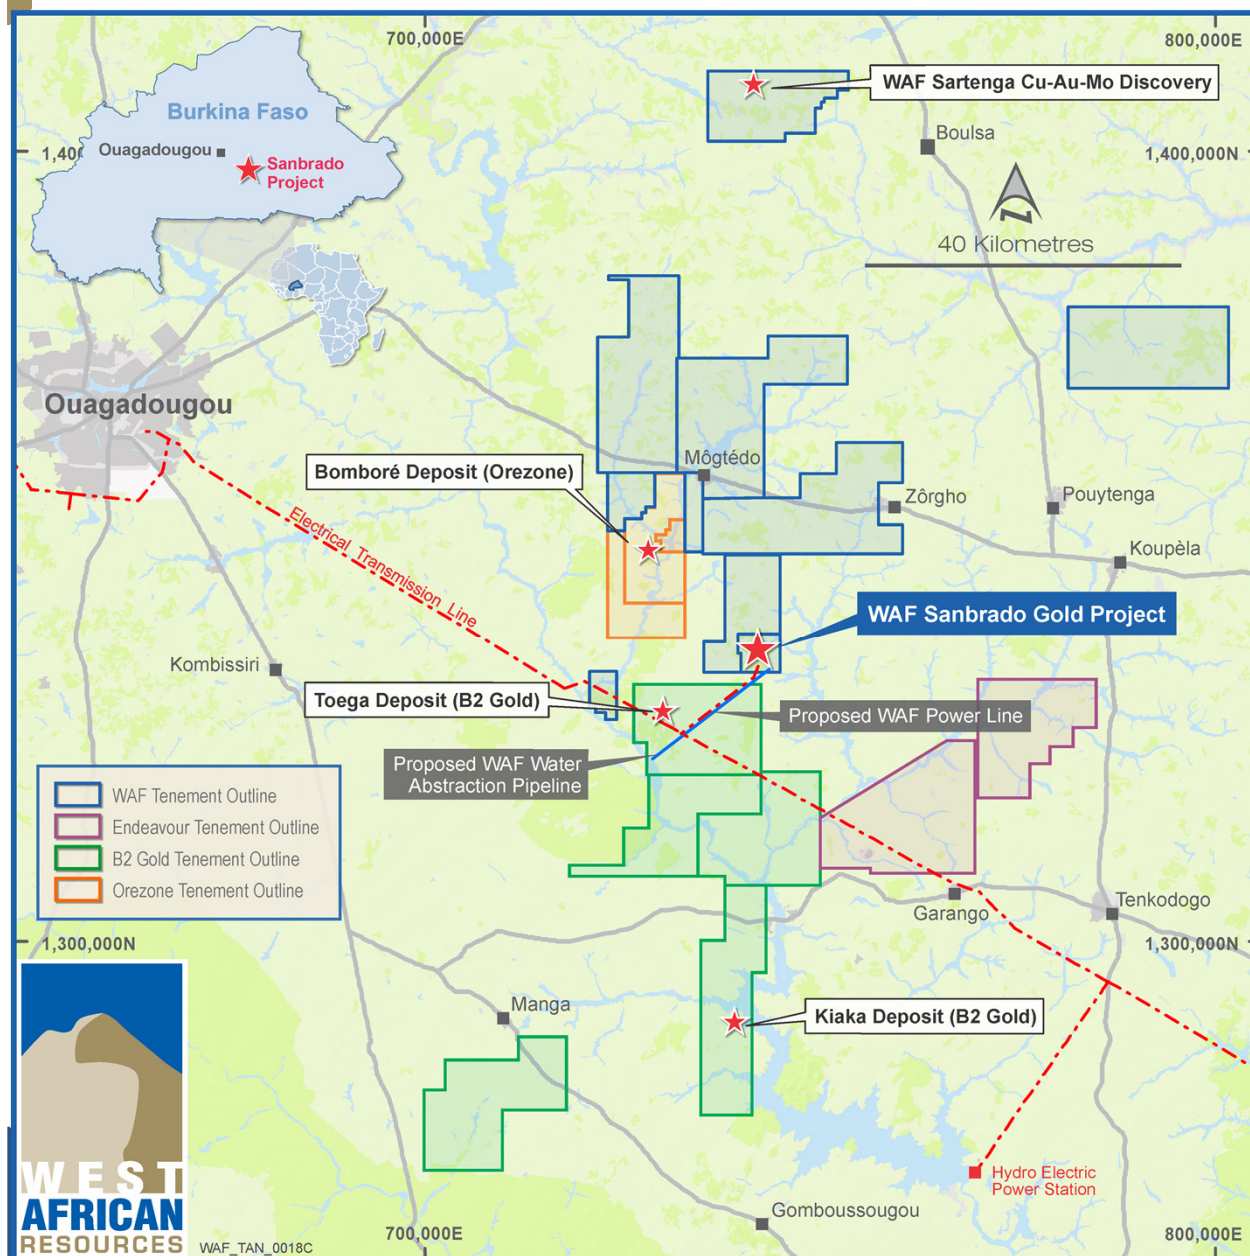 700,000E
800,000E
WAF Sartenga Cu-Au-Mo Discovery
Burkina Faso
Ouagadougou
Sanbrado
Project
Boulsa
1,400,000N
N
40 Kilometres
Ouagadougou
Môgtédo
Bomboré Deposit (Orezone)
Zôrgho
Pouytenga
Electrical Transmission Line
Koupèla
WAF Sanbrado Gold Project
Kombissiri
Toega Deposit (B2 Gold)
Proposed WAF Power Line
Proposed WAF Water
Abstraction Pipeline
WAF Tenement Outline
Endeavour Tenement Outline
B2 Gold Tenement Outline
Orezone Tenement Outline
Garango
Tenkodogo
1,300,000N
1,300,000N
Manga
Kiaka Deposit (B2 Gold)
Hydro Electric
Power Station
Gomboussougou
WEST
AFRICAN
RESOURCES
WAF_TAN_0018C
700,000E
800,000E